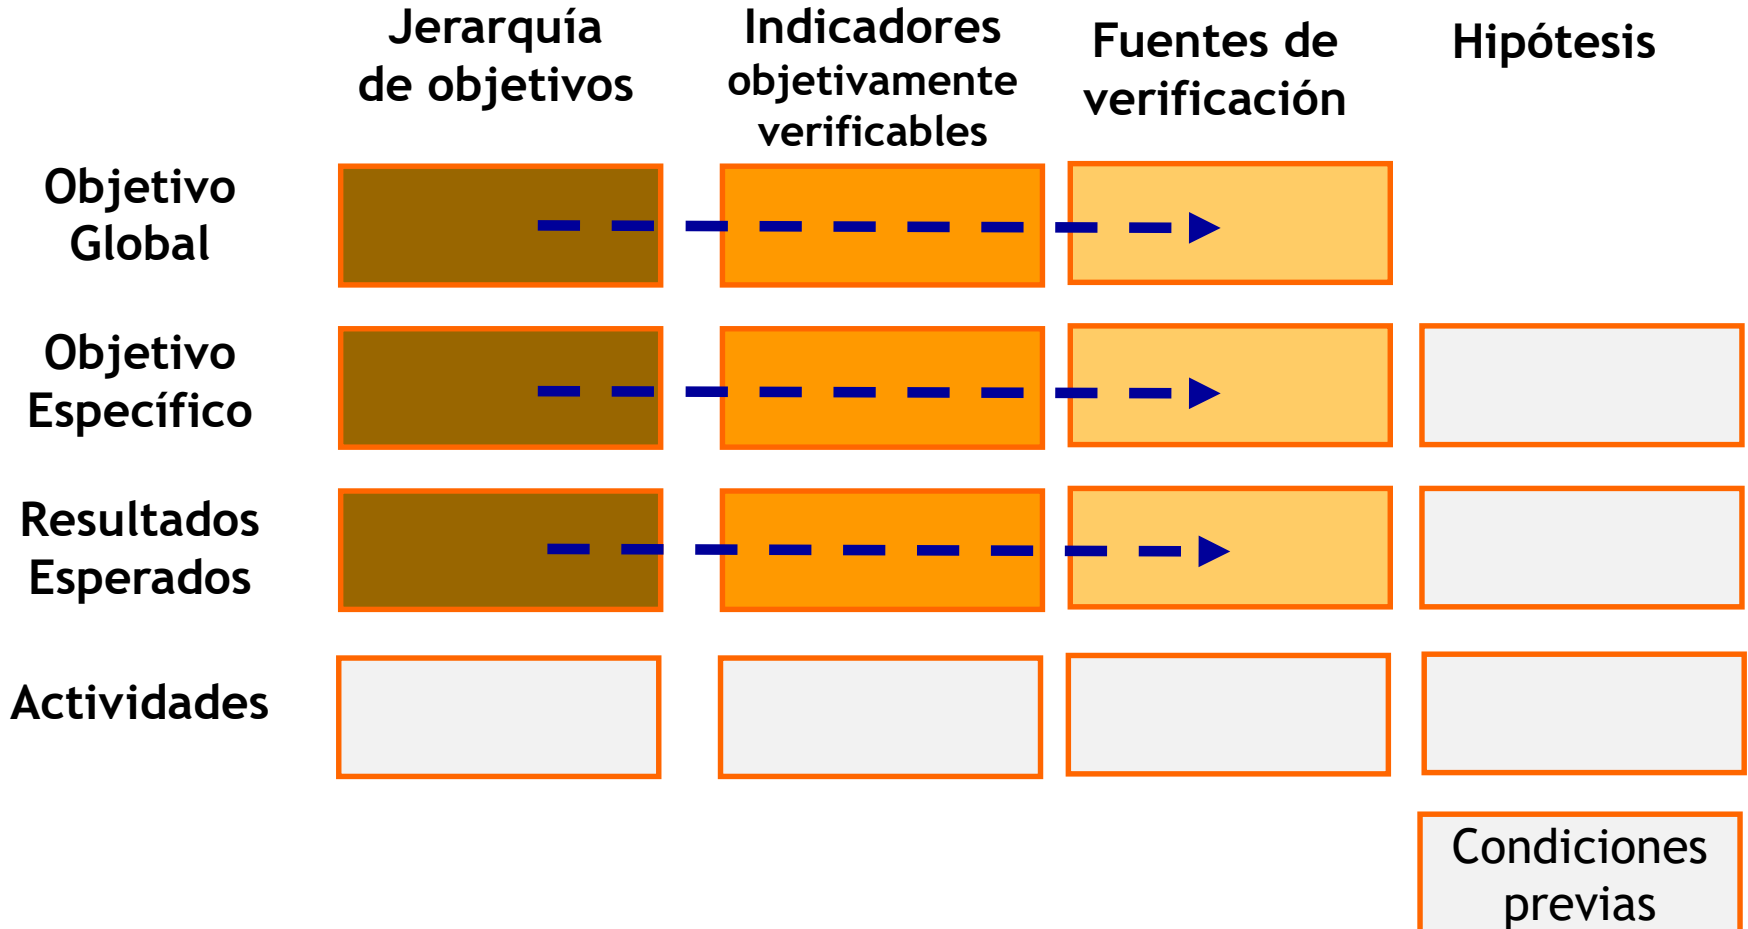 Jerarquía
de objetivos
Indicadores
objetivamente
verificables
Fuentes de
verificación
Hipótesis
Objetivo
Global
Objetivo
Específico
Resultados
Esperados
Actividades
Condiciones
previas